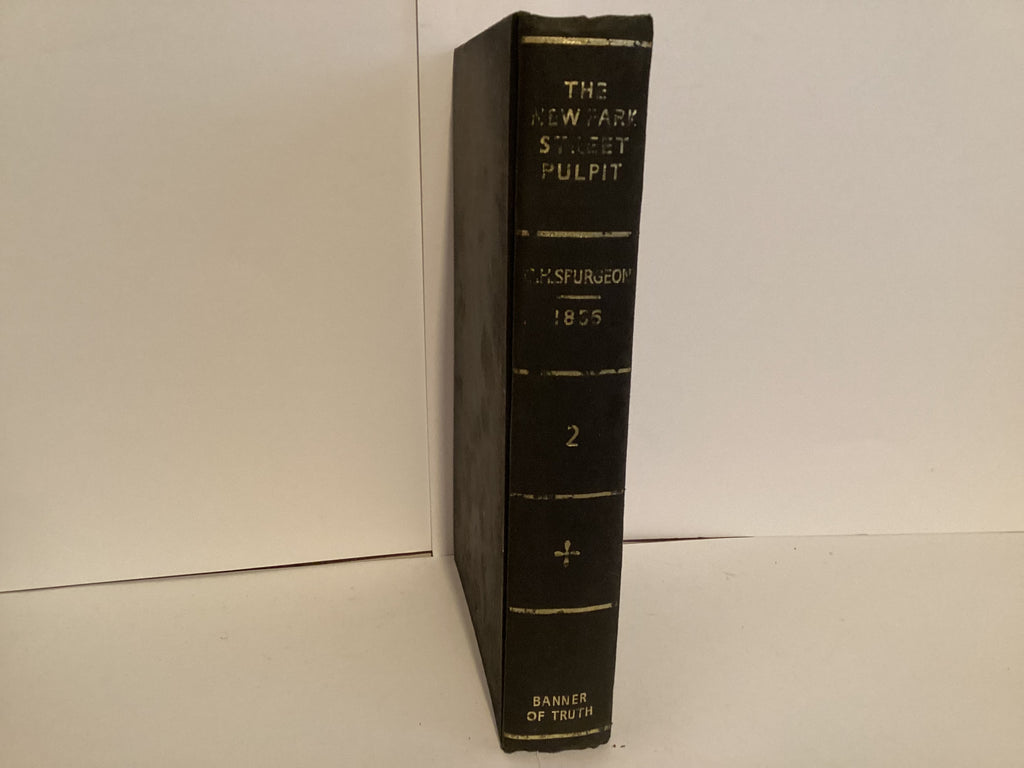 THE
NEW PARK
STREET
PULPIT
C.H.SPURGEON
1856
2
BANNER
OF TRUTH